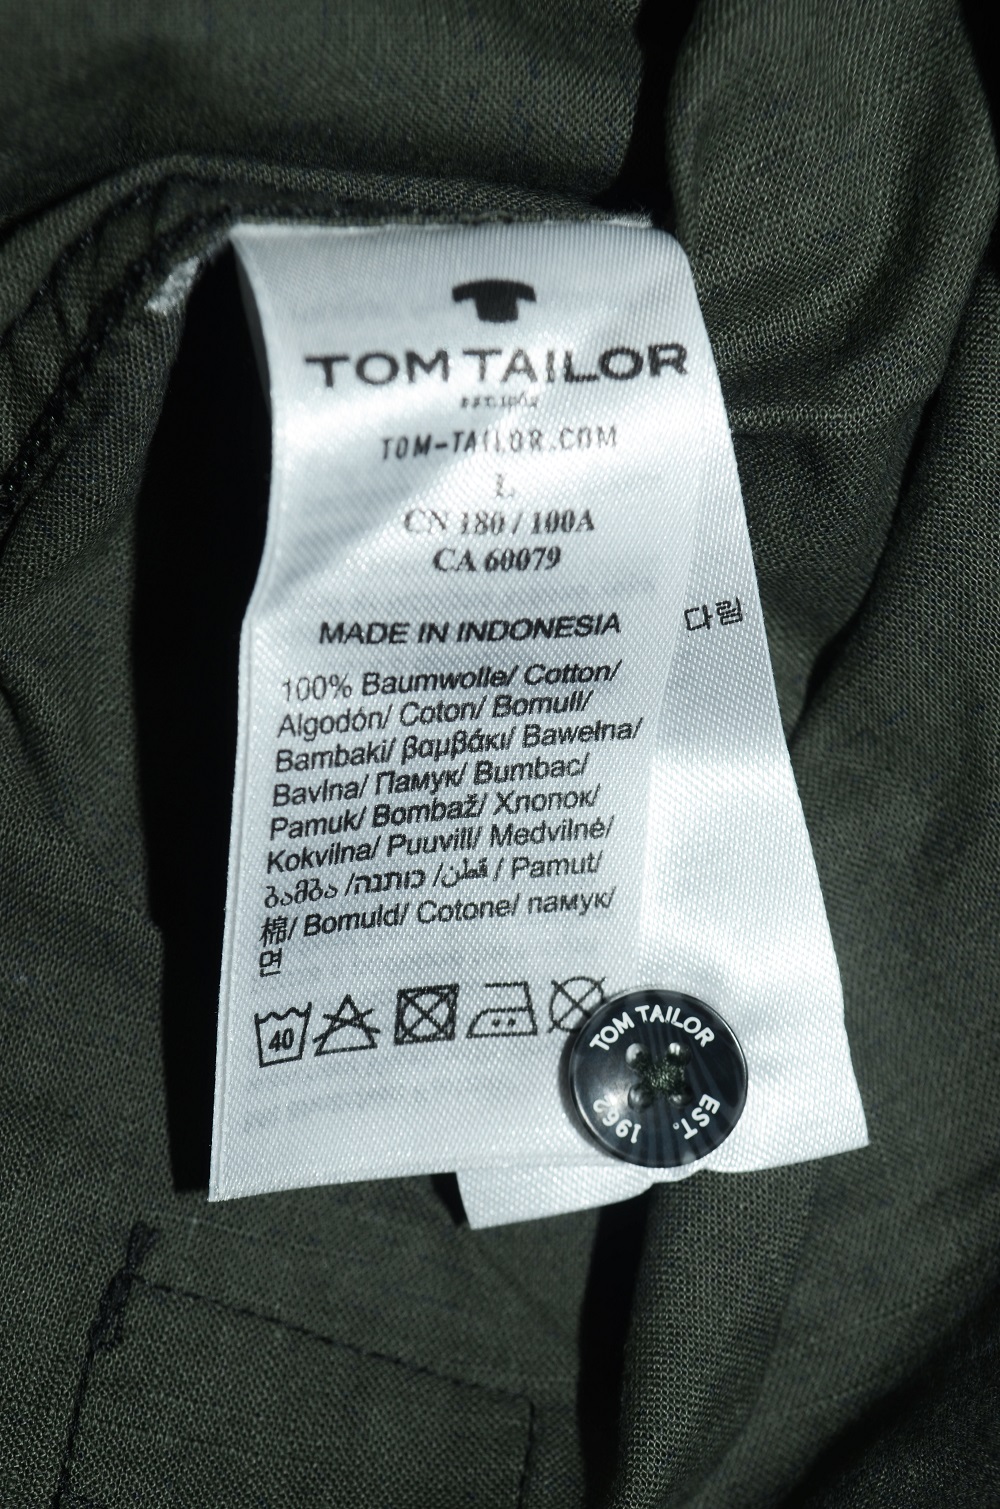 TOM TAILOR
EST. 1962
TOM-TAILOR.COM
L
CN 180 / 100A
CA 60079
MADE IN INDONESIA
100% Baumwolle/ Cotton/
Algodón/ Coton/ Bomull/
Bambaki/ βαμβάκι/ Bawełna/
Bavlna/ Памук/ Bumbac/
Pamuk/ Bombaž/ Хлопок/
Kokvilna/ Puuvill/ Medvilnė/
ბამბა /כותנה /قطن / Pamut/
棉/ Bomuld/ Cotone/ памук/
면
40
다림
TOM TAILOR
EST. 1962